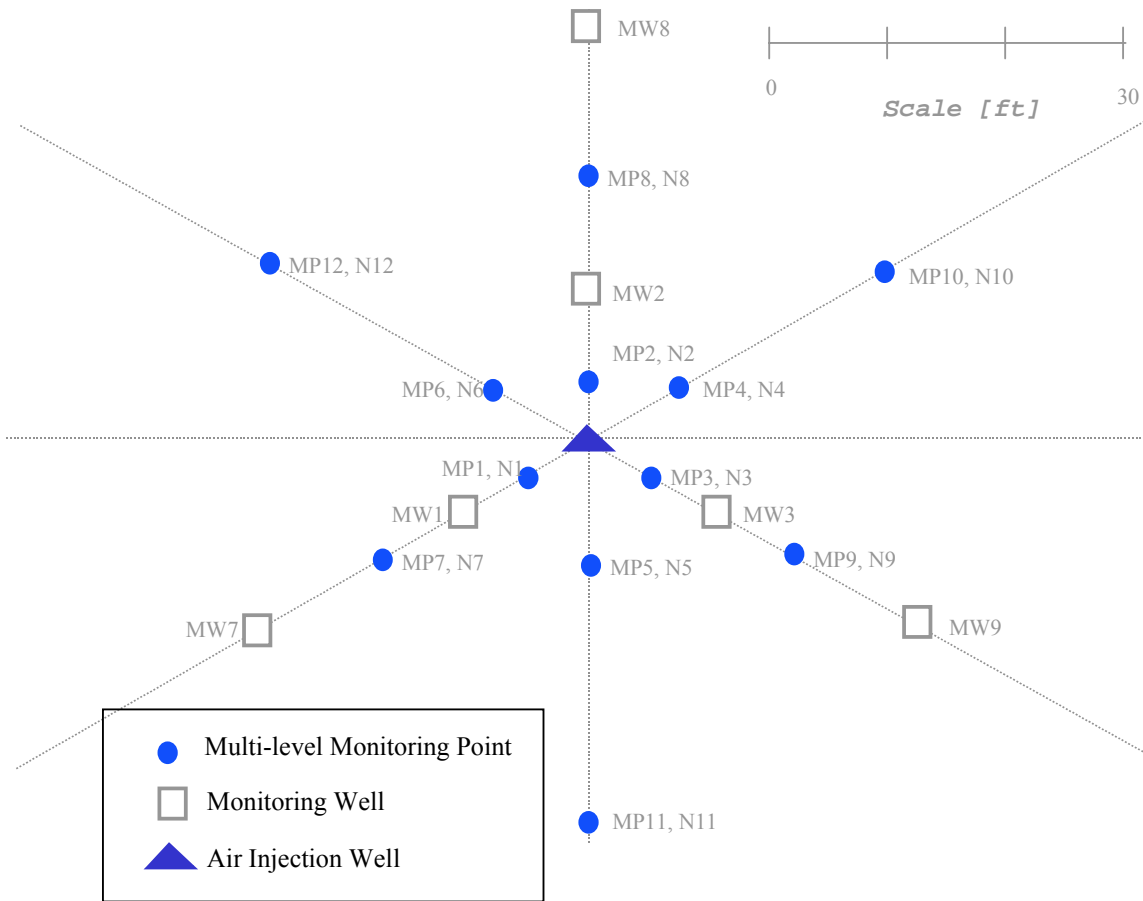 MW8
0
30
Scale [ft]
MP8, N8
MP12, N12
MP10, N10
MW2
MP2, N2
MP6, N6
MP4, N4
MP1, N1
MP3, N3
MW1
MW3
MP7, N7
MP5, N5
MP9, N9
MW7
MW9
Multi-level Monitoring Point
Monitoring Well
MP11, N11
Air Injection Well